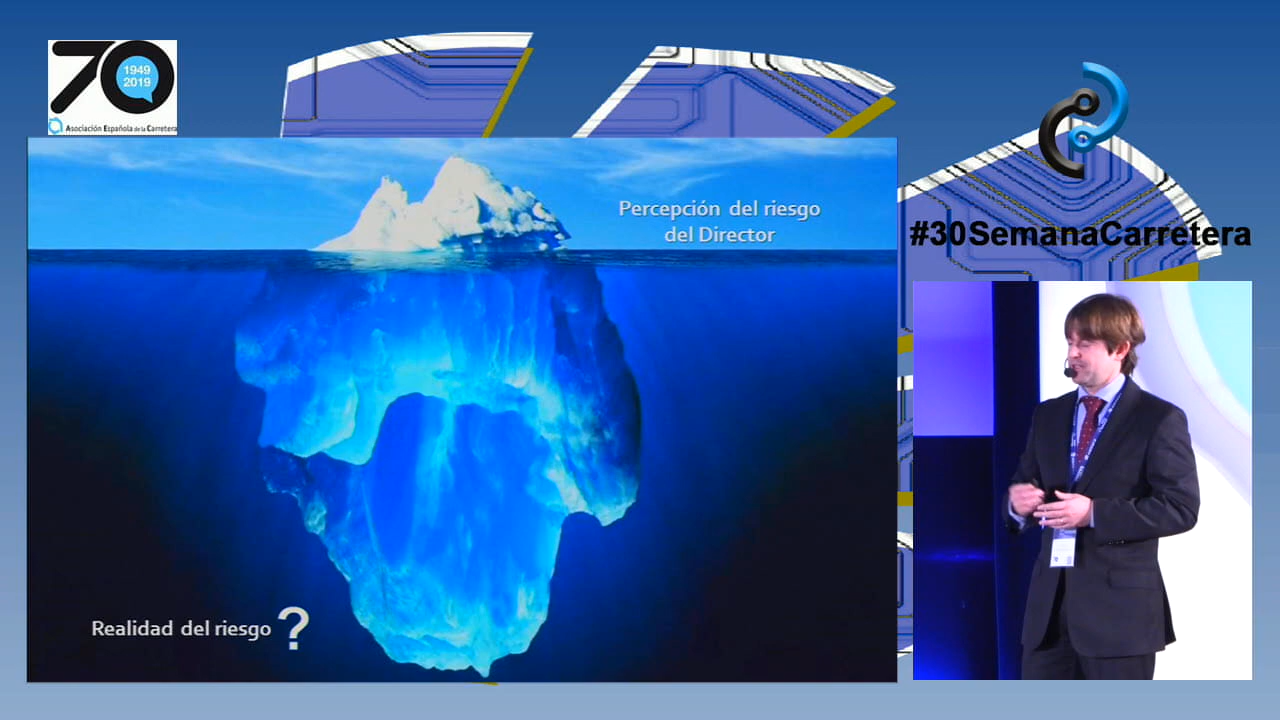 70
1949
2019
Asociación Española de la Carretera
#30SemanaCarretera
Percepción del riesgo
del Director
Realidad del riesgo ?